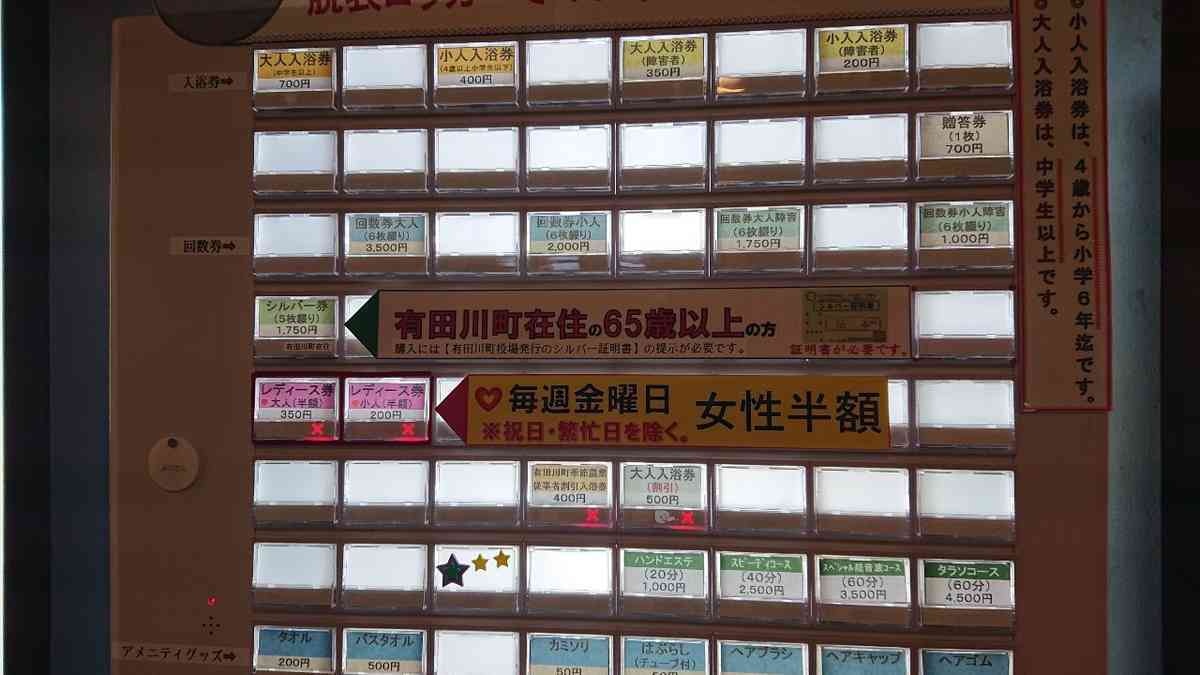 入浴券➡
大人入浴券
(中学生以上)
700円
小人入浴券
(4歳以上小学生以下)
400円
大人入浴券
(障害者)
350円
小人入浴券
(障害者)
200円
贈答券
(1枚)
700円
回数券➡
回数券大人
(6枚綴り)
3,500円
回数券小人
(6枚綴り)
2,000円
回数券大人障害
(6枚綴り)
1,750円
回数券小人障害
(6枚綴り)
1,000円
シルバー券
(5枚綴り)
1,750円
有田川町在住
有田川町在住の65歳以上の方
購入には【有田川町役場発行のシルバー証明書】の提示が必要です。
シルバー証明書
証明書が必要です。
レディース券
大人(半額)
350円
レディース券
小人(半額)
200円
♥毎週金曜日
※祝日・繁忙日を除く。
女性半額
有田川町季節農業
従事者割引入浴券
400円
大人入浴券
(割引)
500円
ハンドエステ
(20分)
1,000円
スピーディコース
(40分)
2,500円
スペシャル超音波コース
(60分)
3,500円
タラソコース
(60分)
4,500円
アメニティグッズ➡
タオル
200円
バスタオル
500円
カミソリ
50円
はぶらし
(チューブ付)
50円
ヘアブラシ
ヘアキャップ
ヘアゴム
小人入浴券は、4歳から小学6年迄です。
大人入浴券は、中学生以上です。